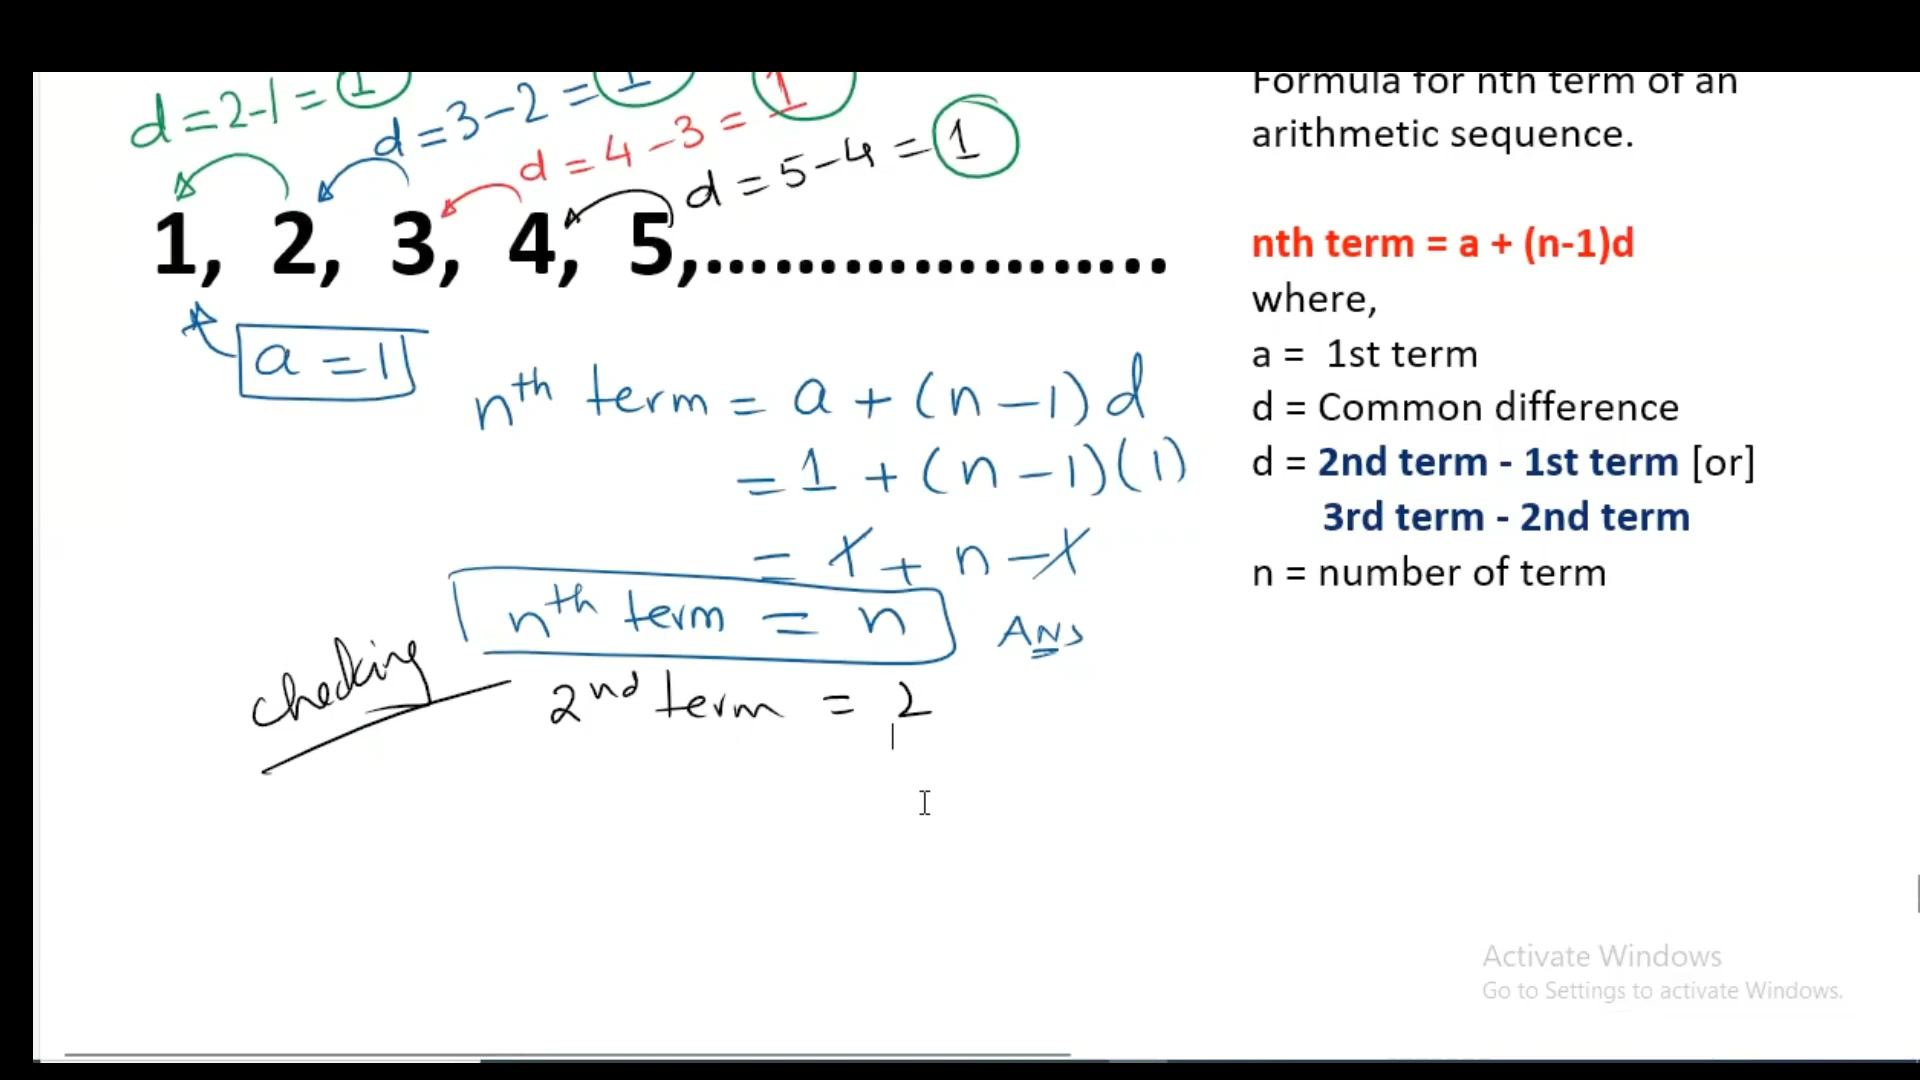 d = 2-1 = 1
d = 3-2 = 1
d = 4-3 = 1
d = 5-4 = 1
1, 2, 3, 4, 5,.....................
a = 1
nth term = a + (n-1)d
= 1 + (n-1)(1)
= 1 + n - 1
nth term = n Ans
checking
2nd term = 2
Formula for nth term of an
arithmetic sequence.
nth term = a + (n-1)d
where,
a = 1st term
d = Common difference
d = 2nd term - 1st term [or]
3rd term - 2nd term
n = number of term
Activate Windows
Go to Settings to activate Windows.